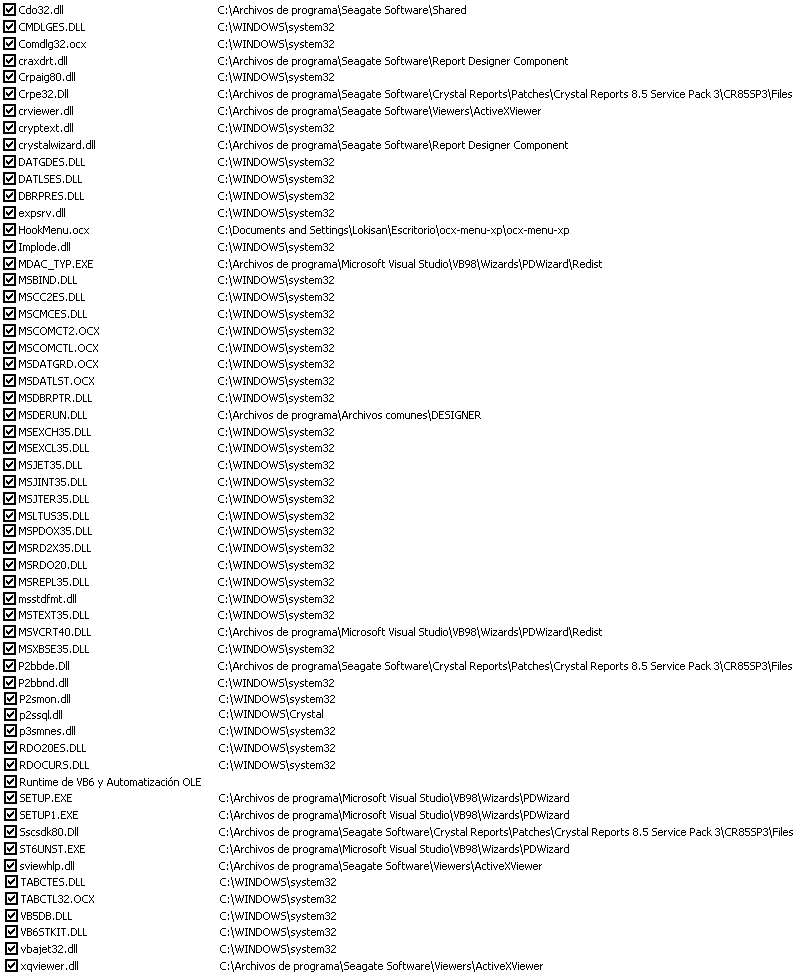 Cdo32.dll C:\Archivos de programa\Seagate Software\Shared
CMDLGES.DLL C:\WINDOWS\system32
Comdlg32.ocx C:\WINDOWS\system32
craxdrt.dll C:\Archivos de programa\Seagate Software\Report Designer Component
Crpaig80.dll C:\WINDOWS\system32
Crpe32.Dll C:\Archivos de programa\Seagate Software\Crystal Reports\Patches\Crystal Reports 8.5 Service Pack 3\CR85SP3\Files
crviewer.dll C:\Archivos de programa\Seagate Software\Viewers\ActiveXViewer
cryptext.dll C:\WINDOWS\system32
crystalwizard.dll C:\Archivos de programa\Seagate Software\Report Designer Component
DATGDES.DLL C:\WINDOWS\system32
DATLSES.DLL C:\WINDOWS\system32
DBRPRES.DLL C:\WINDOWS\system32
expsrv.dll C:\WINDOWS\system32
HookMenu.ocx C:\Documents and Settings\Lokisan\Escritorio\ocx-menu-xp\ocx-menu-xp
Implode.dll C:\WINDOWS\system32
MDAC_TYP.EXE C:\Archivos de programa\Microsoft Visual Studio\VB98\Wizards\PDWizard\Redist
MSBIND.DLL C:\WINDOWS\system32
MSCC2ES.DLL C:\WINDOWS\system32
MSCMCES.DLL C:\WINDOWS\system32
MSCOMCT2.OCX C:\WINDOWS\system32
MSCOMCTL.OCX C:\WINDOWS\system32
MSDATGRD.OCX C:\WINDOWS\system32
MSDATLST.OCX C:\WINDOWS\system32
MSDBRPTR.DLL C:\WINDOWS\system32
MSDERUN.DLL C:\Archivos de programa\Archivos comunes\DESIGNER
MSEXCH35.DLL C:\WINDOWS\system32
MSEXCL35.DLL C:\WINDOWS\system32
MSJET35.DLL C:\WINDOWS\system32
MSJINT35.DLL C:\WINDOWS\system32
MSJTER35.DLL C:\WINDOWS\system32
MSLTUS35.DLL C:\WINDOWS\system32
MSPDOX35.DLL C:\WINDOWS\system32
MSRD2X35.DLL C:\WINDOWS\system32
MSRDO20.DLL C:\WINDOWS\system32
MSREPL35.DLL C:\WINDOWS\system32
msstdfmt.dll C:\WINDOWS\system32
MSTEXT35.DLL C:\WINDOWS\system32
MSVCRT40.DLL C:\Archivos de programa\Microsoft Visual Studio\VB98\Wizards\PDWizard\Redist
MSXBSE35.DLL C:\WINDOWS\system32
P2bbde.Dll C:\Archivos de programa\Seagate Software\Crystal Reports\Patches\Crystal Reports 8.5 Service Pack 3\CR85SP3\Files
P2bbnd.dll C:\WINDOWS\system32
P2smon.dll C:\WINDOWS\system32
p2ssql.dll C:\WINDOWS\Crystal
p3smnes.dll C:\WINDOWS\system32
RDO20ES.DLL C:\WINDOWS\system32
RDOCURS.DLL C:\WINDOWS\system32
Runtime de VB6 y Automatización OLE
SETUP.EXE C:\Archivos de programa\Microsoft Visual Studio\VB98\Wizards\PDWizard
SETUP1.EXE C:\Archivos de programa\Microsoft Visual Studio\VB98\Wizards\PDWizard
Sscsdk80.Dll C:\Archivos de programa\Seagate Software\Crystal Reports\Patches\Crystal Reports 8.5 Service Pack 3\CR85SP3\Files
ST6UNST.EXE C:\Archivos de programa\Microsoft Visual Studio\VB98\Wizards\PDWizard
sviewhlp.dll C:\Archivos de programa\Seagate Software\Viewers\ActiveXViewer
TABCTES.DLL C:\WINDOWS\system32
TABCTL32.OCX C:\WINDOWS\system32
VB5DB.DLL C:\WINDOWS\system32
VB6STKIT.DLL C:\WINDOWS\system32
vbajet32.dll C:\WINDOWS\system32
xqviewer.dll C:\Archivos de programa\Seagate Software\Viewers\ActiveXViewer